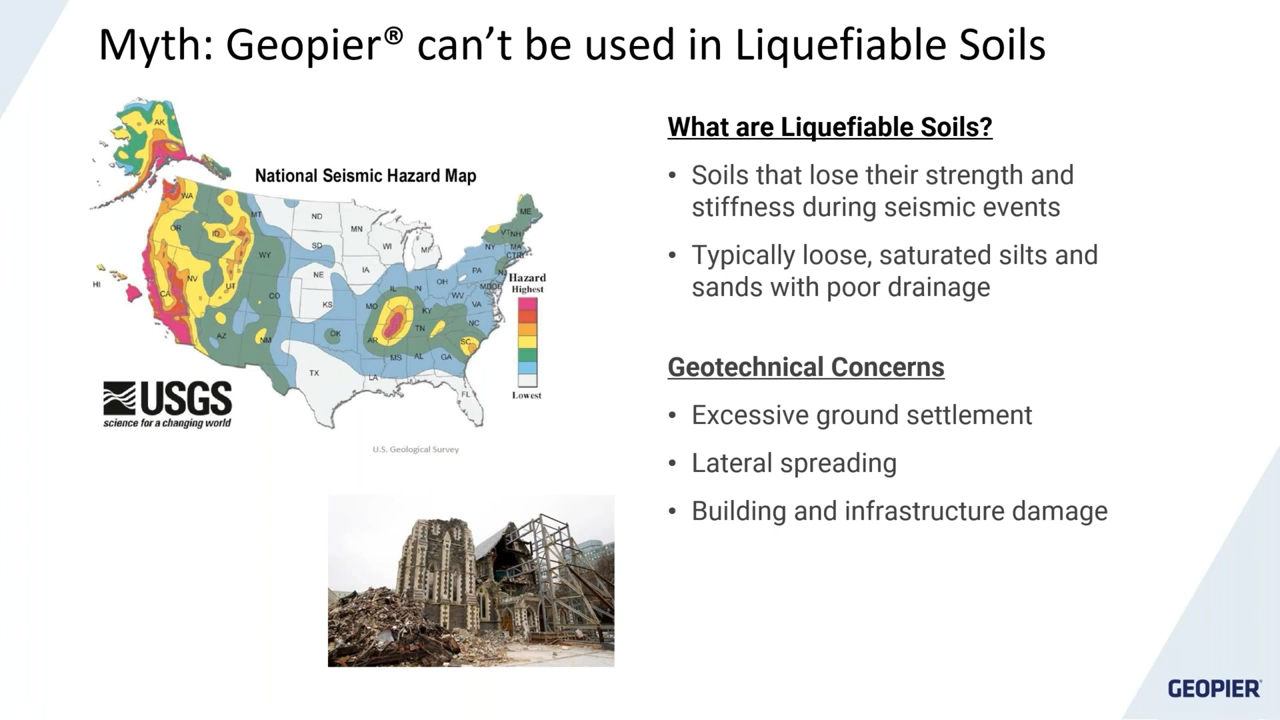 Myth: Geopier® can't be used in Liquefiable Soils
National Seismic Hazard Map
AK
WA
OR
ID
MT
ND
SD
MN
WI
MI
WY
NE
IA
NV
UT
CO
KS
CA
AZ
NM
OK
TX
MO
AR
LA
IL
IN
OH
KY
TN
MS
AL
GA
FL
SC
NC
VA
WV
PA
NY
VT
NH
ME
MA
HI
Hazard
Highest
Lowest
USGS
science for a changing world
U.S. Geological Survey
What are Liquefiable Soils?
• Soils that lose their strength and
stiffness during seismic events
• Typically loose, saturated silts and
sands with poor drainage
Geotechnical Concerns
• Excessive ground settlement
• Lateral spreading
• Building and infrastructure damage
GEOPIER